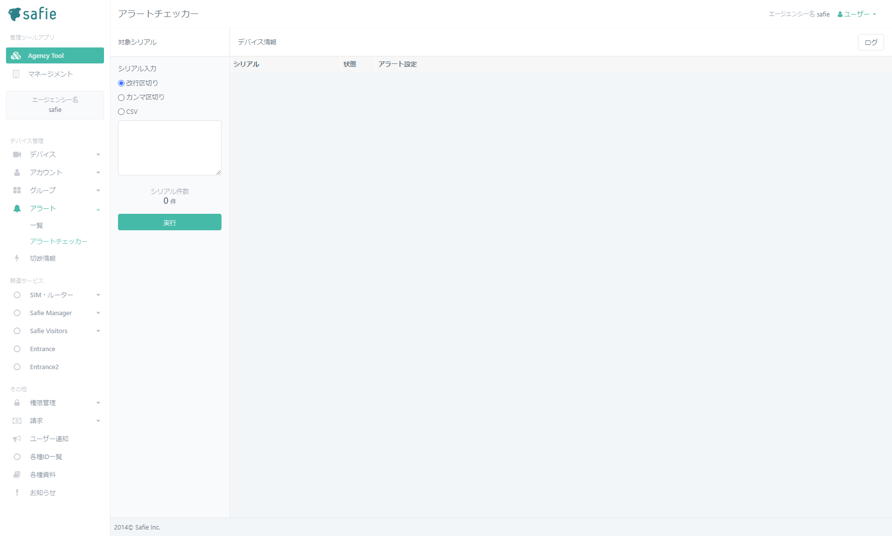 safie
管理ツールアプリ
Agency Tool
マネージメント
エージェンシー名
safie
デバイス管理
デバイス
アカウント
グループ
アラート
一覧
アラートチェッカー
切断情報
関連サービス
SIM・ルーター
Safie Manager
Safie Visitors
Entrance
Entrance2
その他
権限管理
請求
ユーザー通知
各種ID一覧
各種資料
お知らせ
アラートチェッカー
エージェンシー名 safie
ユーザー
対象シリアル
シリアル入力
改行区切り
カンマ区切り
CSV
シリアル件数
0 件
実行
デバイス情報
ログ
シリアル 状態 アラート設定
2014© Safie Inc.